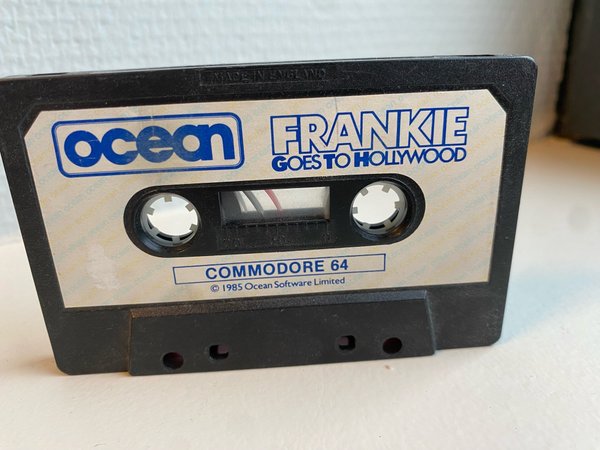 MADE IN ENGLAND
ocean
FRANKIE
GOES TO HOLLYWOOD
COMMODORE 64
© 1985 Ocean Software Limited